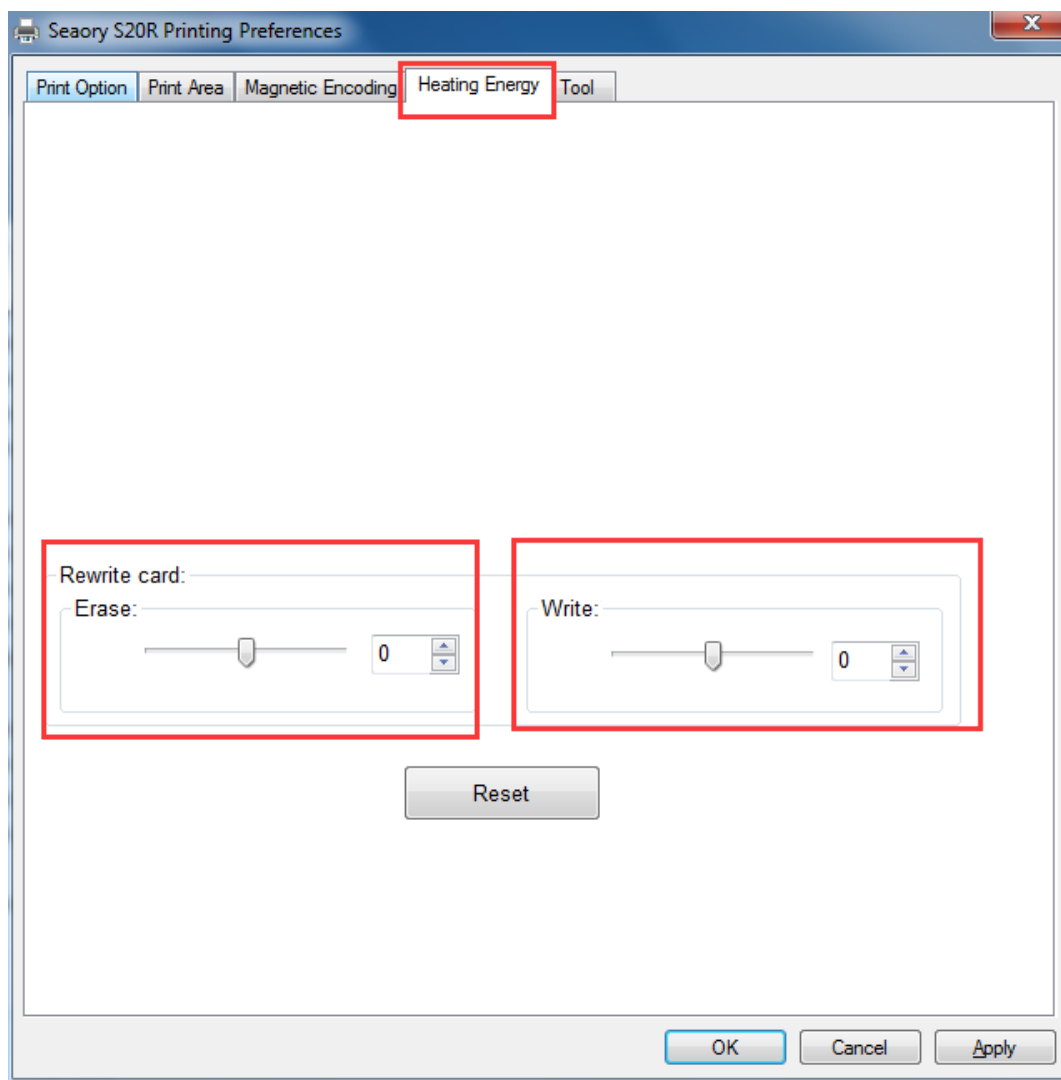 Seaory S20R Printing Preferences
Print Option Print Area Magnetic Encoding Heating Energy Tool
Rewrite card:
Erase: Write:
0 0
Reset
OK Cancel Apply